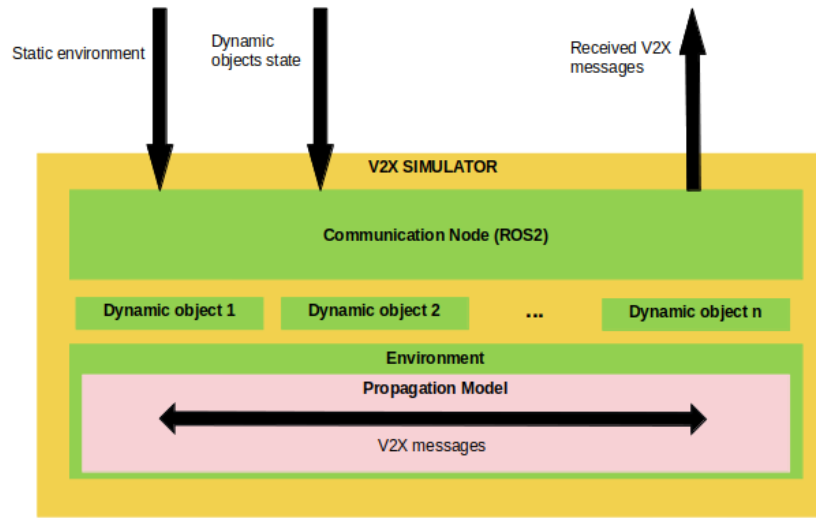 Static environment
Dynamic
objects state
Received V2X
messages
V2X SIMULATOR
Communication Node (ROS2)
Dynamic object 1
Dynamic object 2
...
Dynamic object n
Environment
Propagation Model
V2X messages